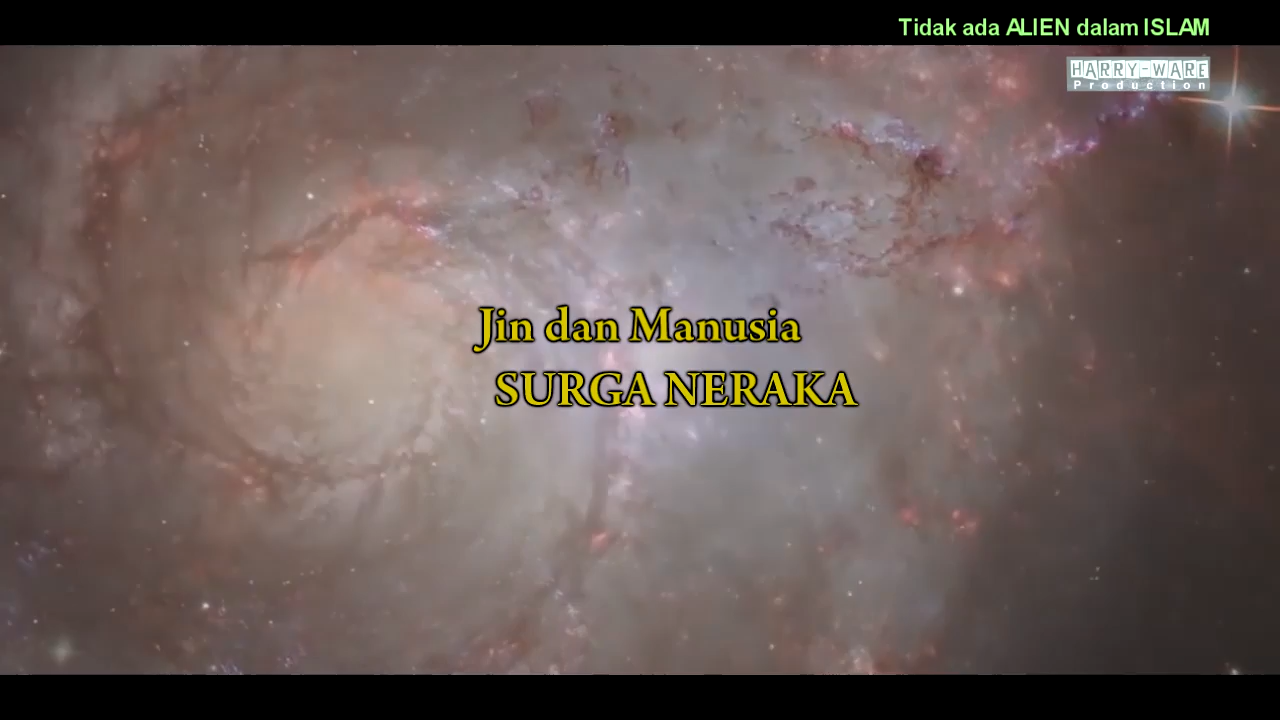 Tidak ada ALIEN dalam ISLAM
HARRY-WARE
Production
Jin dan Manusia
SURGA NERAKA